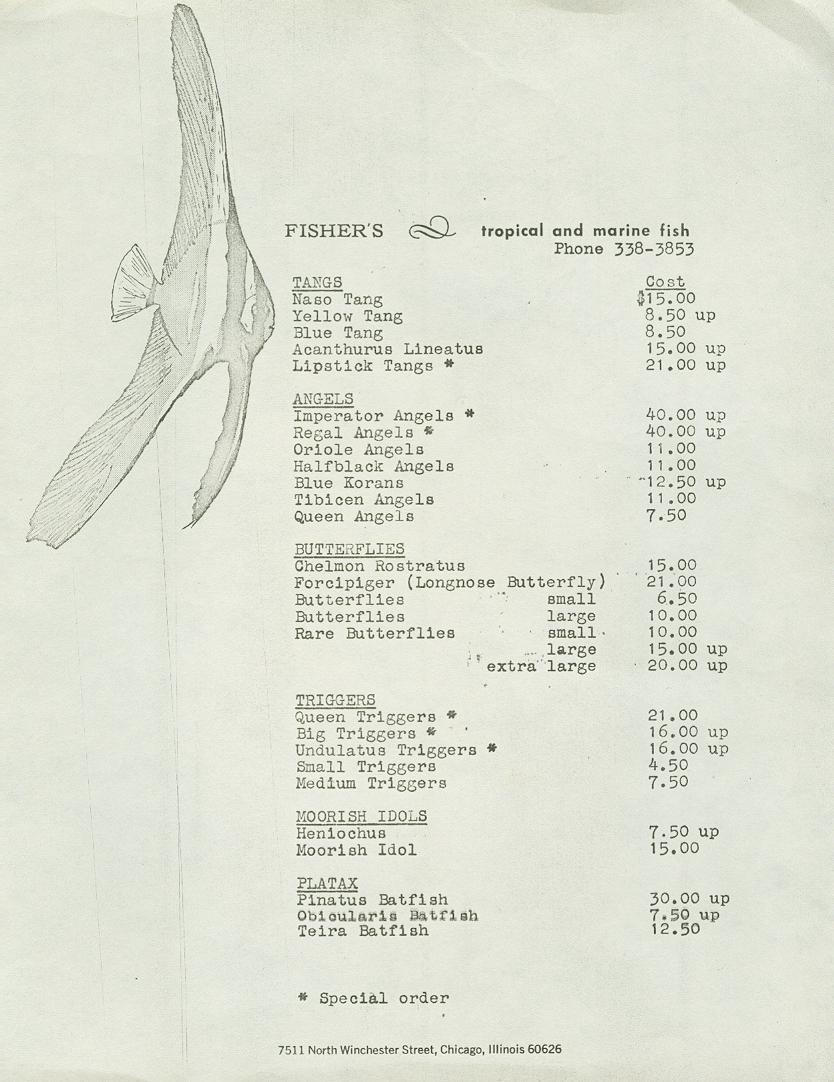 FISHER'S tropical and marine fish
Phone 338-3853
TANGS Cost
Naso Tang $15.00
Yellow Tang 8.50 up
Blue Tang 8.50
Acanthurus Lineatus 15.00 up
Lipstick Tangs * 21.00 up
ANGELS
Imperator Angels * 40.00 up
Regal Angels * 40.00 up
Oriole Angels 11.00
Halfblack Angels 11.00
Blue Korans 12.50 up
Tibicen Angels 11.00
Queen Angels 7.50
BUTTERFLIES
Chelmon Rostratus 15.00
Forcipiger (Longnose Butterfly) 21.00
Butterflies small 6.50
Butterflies large 10.00
Rare Butterflies small 10.00
large 15.00 up
extra large 20.00 up
TRIGGERS
Queen Triggers * 21.00
Big Triggers * 16.00 up
Undulatus Triggers * 16.00 up
Small Triggers 4.50
Medium Triggers 7.50
MOORISH IDOLS
Heniochus 7.50 up
Moorish Idol 15.00
PLATAX
Pinatus Batfish 30.00 up
Obicularis Batfish 7.50 up
Teira Batfish 12.50
* Special order
7511 North Winchester Street, Chicago, Illinois 60626